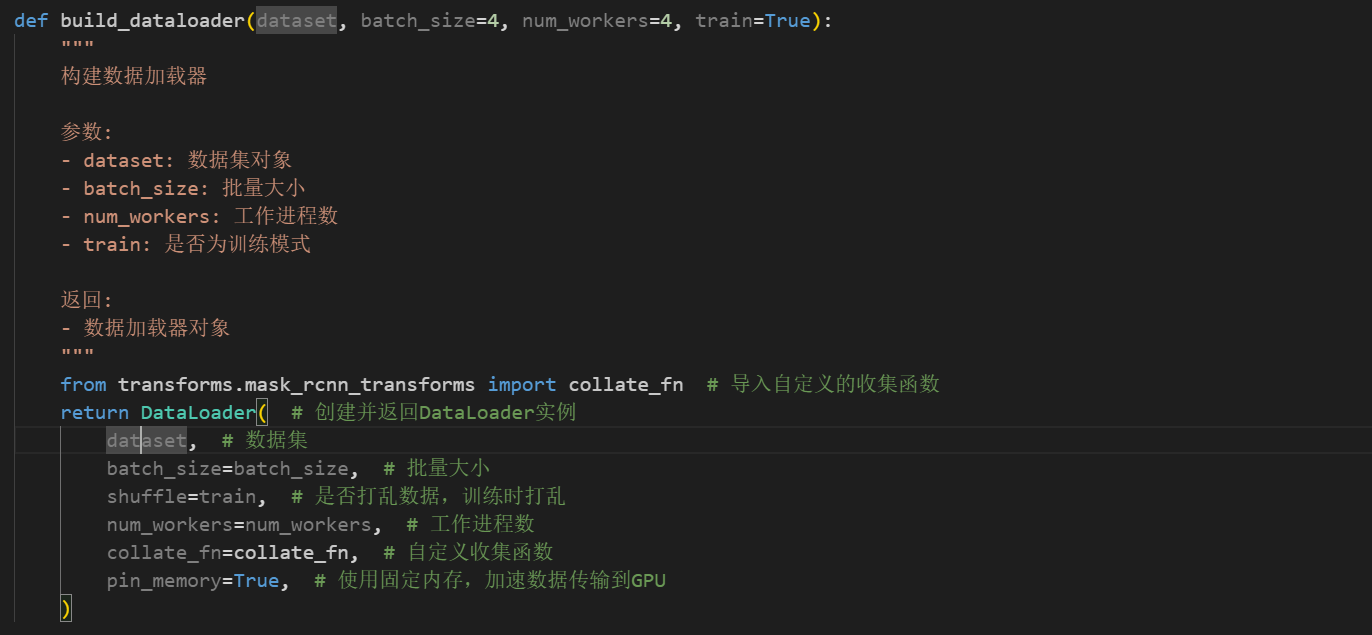 def build_dataloader(dataset, batch_size=4, num_workers=4, train=True):
"""
构建数据加载器
参数:
- dataset: 数据集对象
- batch_size: 批量大小
- num_workers: 工作进程数
- train: 是否为训练模式
返回:
- 数据加载器对象
"""
from transforms.mask_rcnn_transforms import collate_fn  # 导入自定义的收集函数
return DataLoader(  # 创建并返回DataLoader实例
dataset,  # 数据集
batch_size=batch_size,  # 批量大小
shuffle=train,  # 是否打乱数据，训练时打乱
num_workers=num_workers,  # 工作进程数
collate_fn=collate_fn,  # 自定义收集函数
pin_memory=True,  # 使用固定内存，加速数据传输到GPU
)